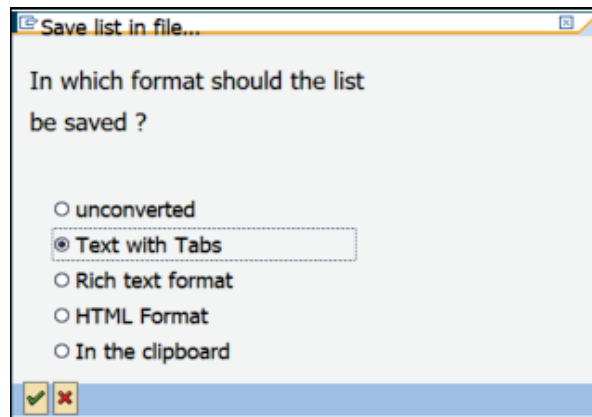 Save list in file...
In which format should the list
be saved ?
unconverted
Text with Tabs
Rich text format
HTML Format
In the clipboard